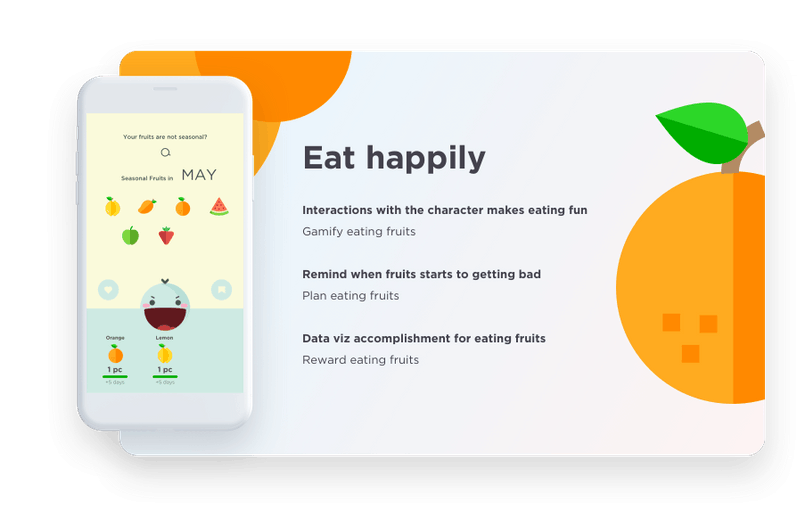 Your fruits are not seasonal?
Seasonal Fruits in MAY
Orange Lemon
1 pc 1 pc
+5 days +5 days
Eat happily
Interactions with the character makes eating fun
Gamify eating fruits
Remind when fruits starts to getting bad
Plan eating fruits
Data viz accomplishment for eating fruits
Reward eating fruits